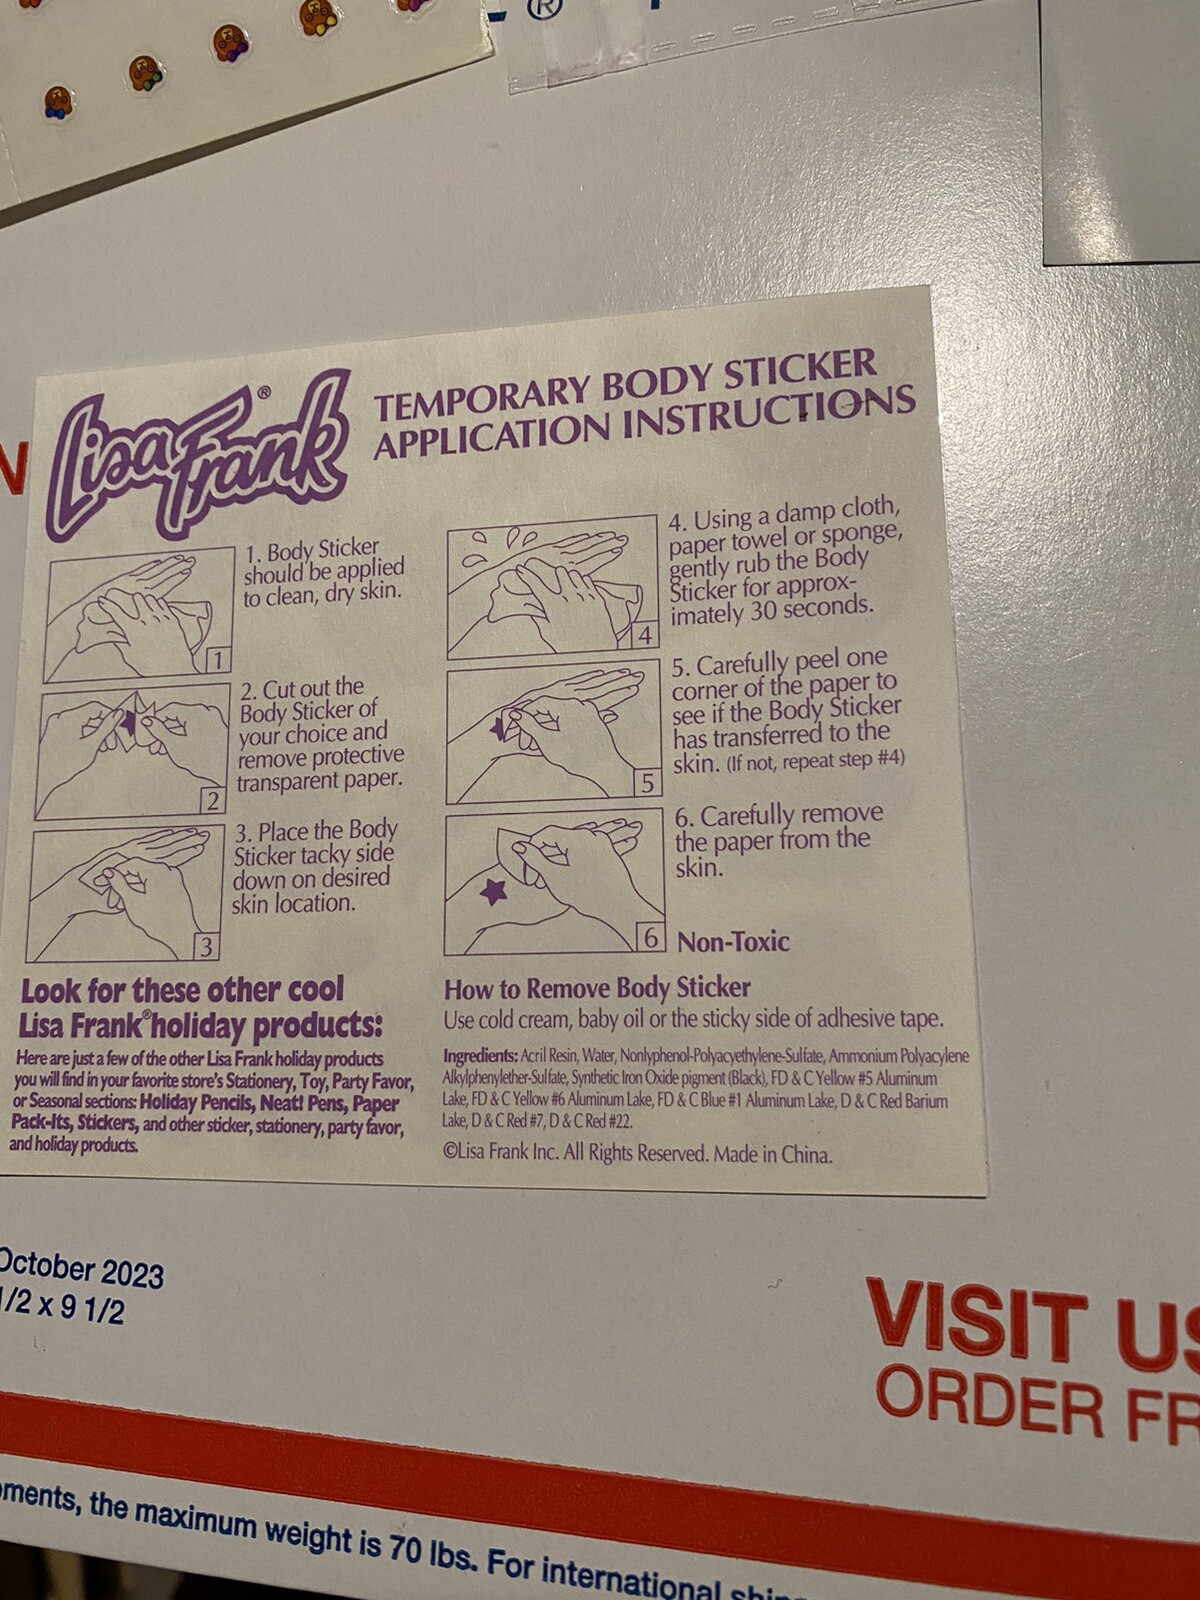 ®
N
Lisa Frank®
TEMPORARY BODY STICKER
APPLICATION INSTRUCTIONS
1. Body Sticker
should be applied
to clean, dry skin.
1
2. Cut out the
Body Sticker of
your choice and
remove protective
transparent paper.
2
3. Place the Body
Sticker tacky side
down on desired
skin location.
3
4. Using a damp cloth,
paper towel or sponge,
gently rub the Body
Sticker for approx-
imately 30 seconds.
4
5. Carefully peel one
corner of the paper to
see if the Body Sticker
has transferred to the
skin. (If not, repeat step #4)
5
6. Carefully remove
the paper from the
skin.
6
Non-Toxic
Look for these other cool
Lisa Frank® holiday products:
Here are just a few of the other Lisa Frank holiday products
you will find in your favorite store's Stationery, Toy, Party Favor,
or Seasonal sections: Holiday Pencils, Neat! Pens, Paper
Pack-Its, Stickers, and other sticker, stationery, party favor,
and holiday products.
How to Remove Body Sticker
Use cold cream, baby oil or the sticky side of adhesive tape.
Ingredients: Acril Resin, Water, Nonlyphenol-Polyacyethylene-Sulfate, Ammonium Polyacylene
Alkylphenylether-Sulfate, Synthetic Iron Oxide pigment (Black), FD & C Yellow #5 Aluminum
Lake, FD & C Yellow #6 Aluminum Lake, FD & C Blue #1 Aluminum Lake, D & C Red Barium
Lake, D & C Red #7, D & C Red #22.
©Lisa Frank Inc. All Rights Reserved. Made in China.
October 2023
1/2 x 9 1/2
VISIT US
ORDER FR
ments, the maximum weight is 70 lbs. For international